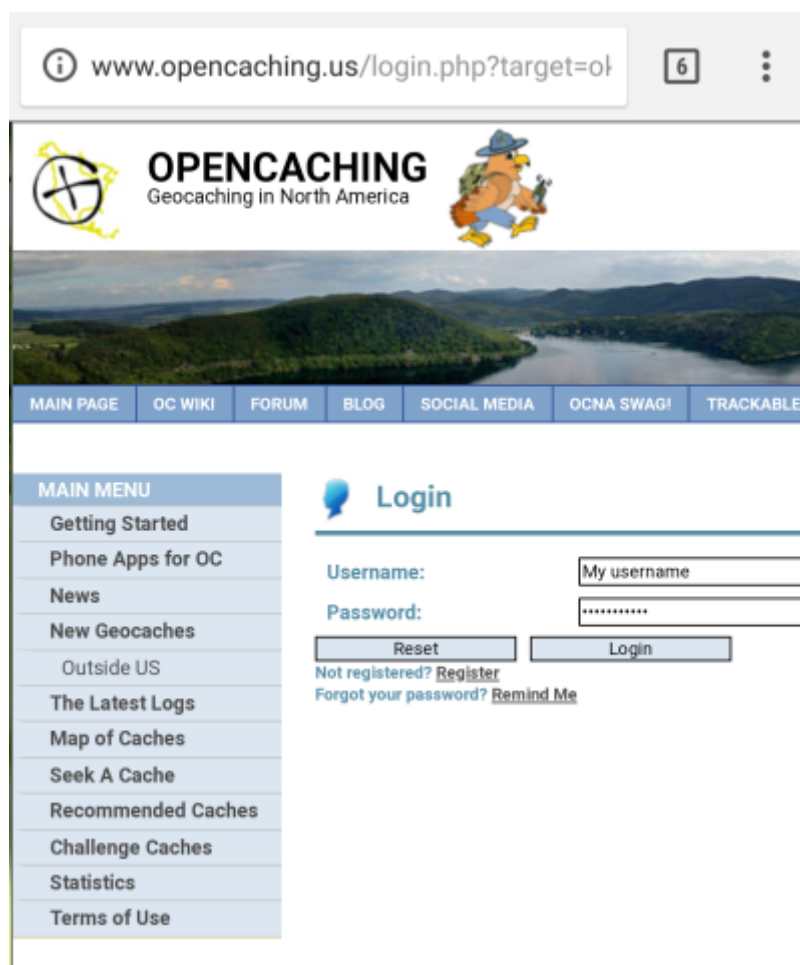 www.opencaching.us/login.php?target=ok
6
OPENCACHING
Geocaching in North America
MAIN PAGE OC WIKI FORUM BLOG SOCIAL MEDIA OCNA SWAG! TRACKABLE
MAIN MENU
Getting Started
Phone Apps for OC
News
New Geocaches
Outside US
The Latest Logs
Map of Caches
Seek A Cache
Recommended Caches
Challenge Caches
Statistics
Terms of Use
Login
Username: My username
Password: •••••••••••
Reset Login
Not registered? Register
Forgot your password? Remind Me